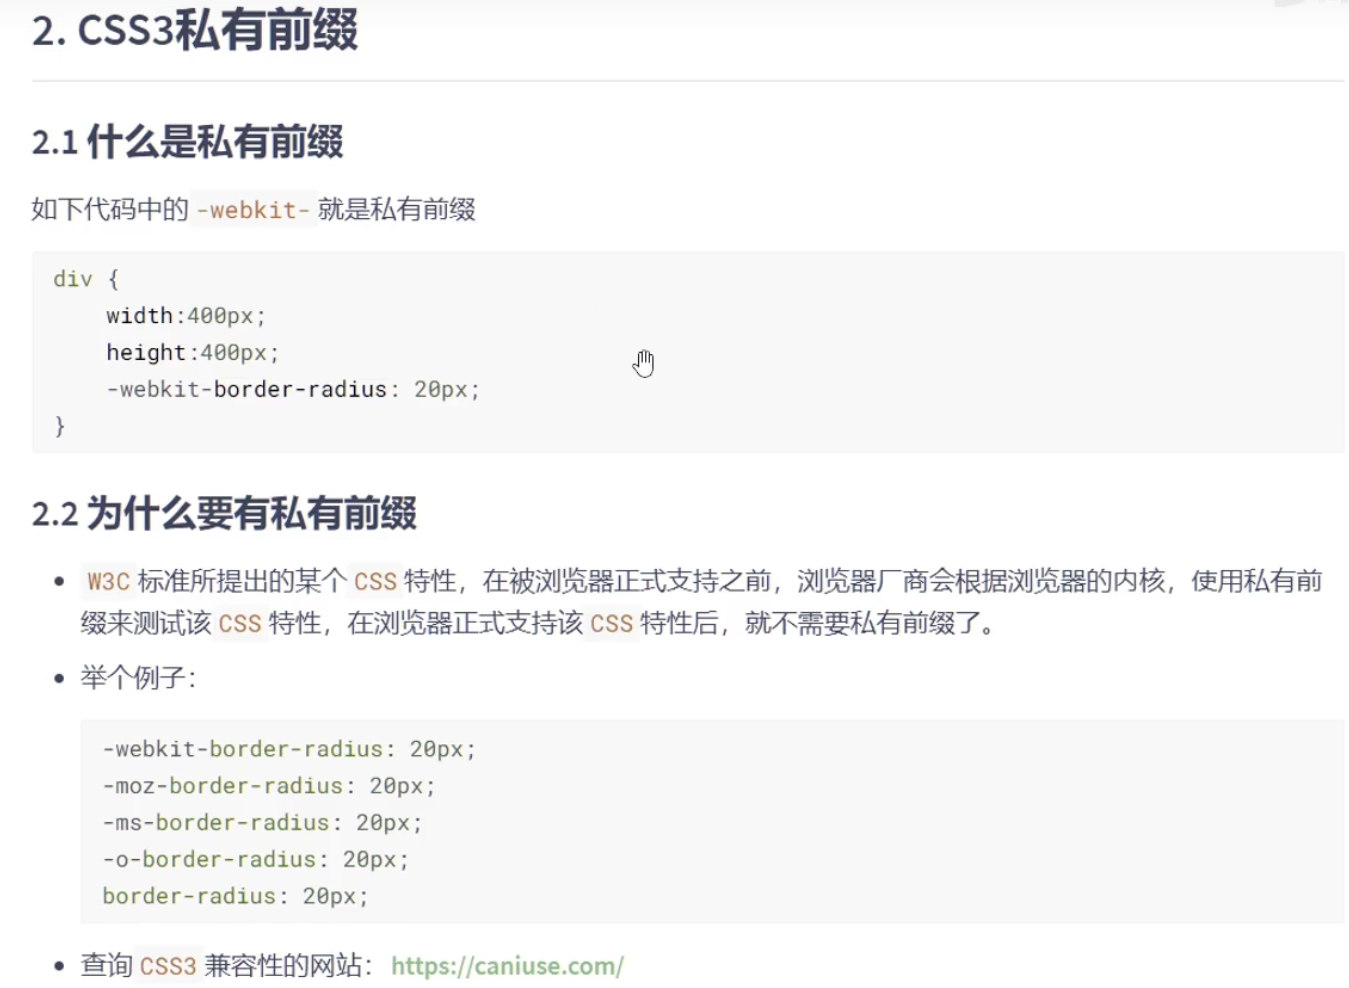 2. CSS3私有前缀
2.1 什么是私有前缀
如下代码中的 -webkit- 就是私有前缀
div {
    width:400px;
    height:400px;
    -webkit-border-radius: 20px;
}
2.2 为什么要有私有前缀
• W3C 标准所提出的某个 CSS 特性，在被浏览器正式支持之前，浏览器厂商会根据浏览器的内核，使用私有前
缀来测试该 CSS 特性，在浏览器正式支持该 CSS 特性后，就不需要私有前缀了。
• 举个例子：
-webkit-border-radius: 20px;
-moz-border-radius: 20px;
-ms-border-radius: 20px;
-o-border-radius: 20px;
border-radius: 20px;
• 查询 CSS3 兼容性的网站：https://caniuse.com/